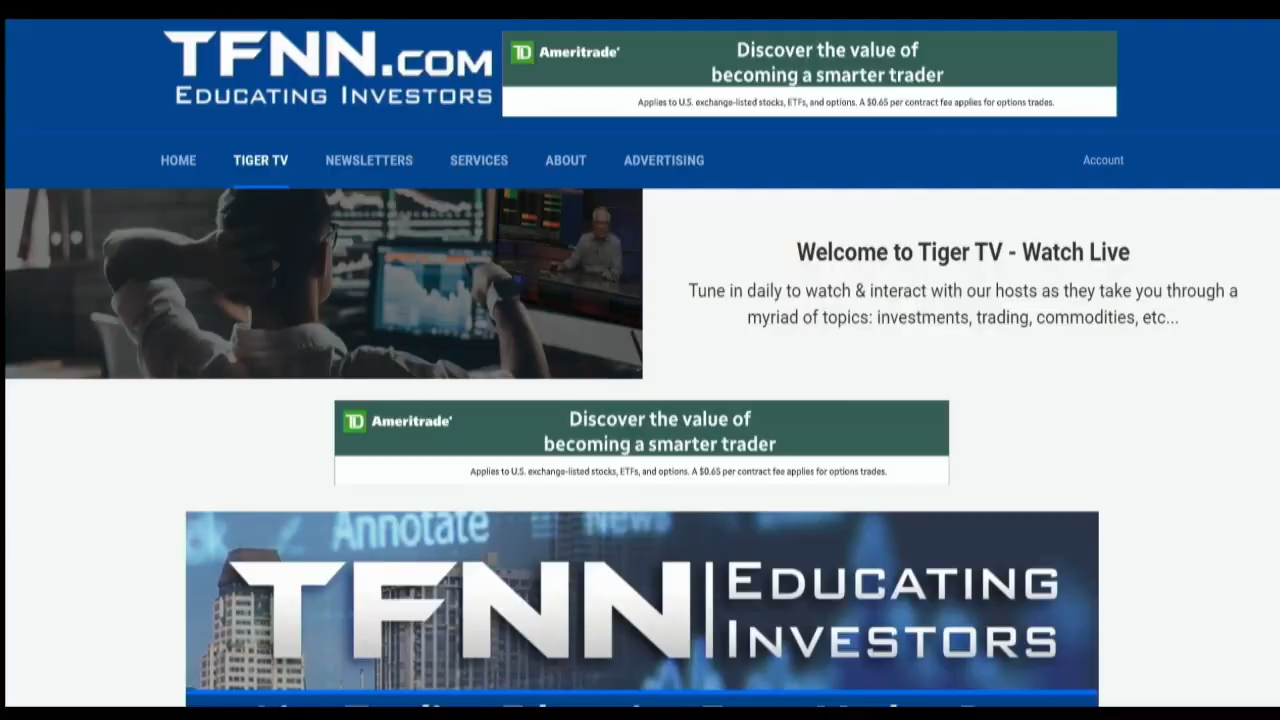 TFNN.COM
EDUCATING INVESTORS
TD Ameritrade
Discover the value of
becoming a smarter trader
Applies to U.S. exchange-listed stocks, ETFs, and options. A $0.65 per contract fee applies for options trades.
HOME TIGER TV NEWSLETTERS SERVICES ABOUT ADVERTISING Account
Welcome to Tiger TV - Watch Live
Tune in daily to watch & interact with our hosts as they take you through a
myriad of topics: investments, trading, commodities, etc...
TD Ameritrade
Discover the value of
becoming a smarter trader
Applies to U.S. exchange-listed stocks, ETFs, and options. A $0.65 per contract fee applies for options trades.
Annotate News
TFNN EDUCATING
INVESTORS